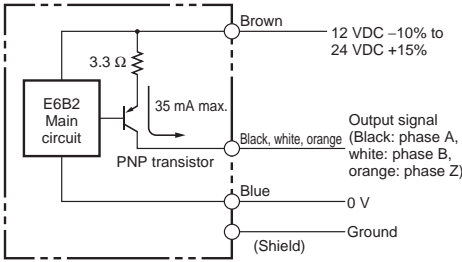 Brown
12 VDC –10% to
24 VDC +15%
3.3 Ω
E6B2
Main
circuit
35 mA max.
PNP transistor
Black, white, orange
Output signal
(Black: phase A,
white: phase B,
orange: phase Z)
Blue
0 V
Ground
(Shield)